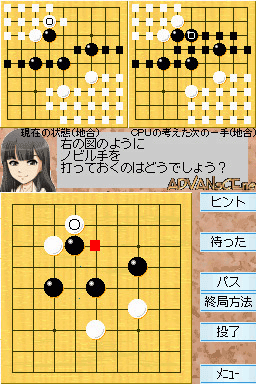 現在の状態(地合)
CPUの考えた次の一手(地合)
右の図のように
ノビル手を
打っておくのはどうでしょう？
ヒント
待った
パス
終局方法
投了
メニュー